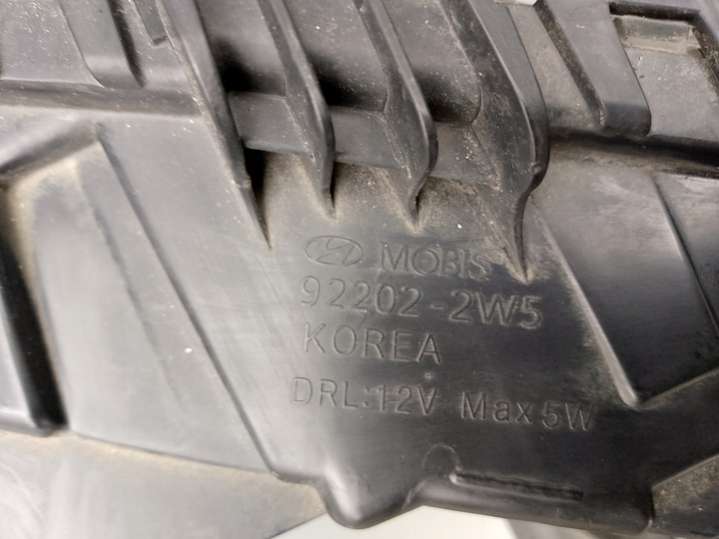 MOBIS
92202-2W5
KOREA
DRL:12V Max 5W